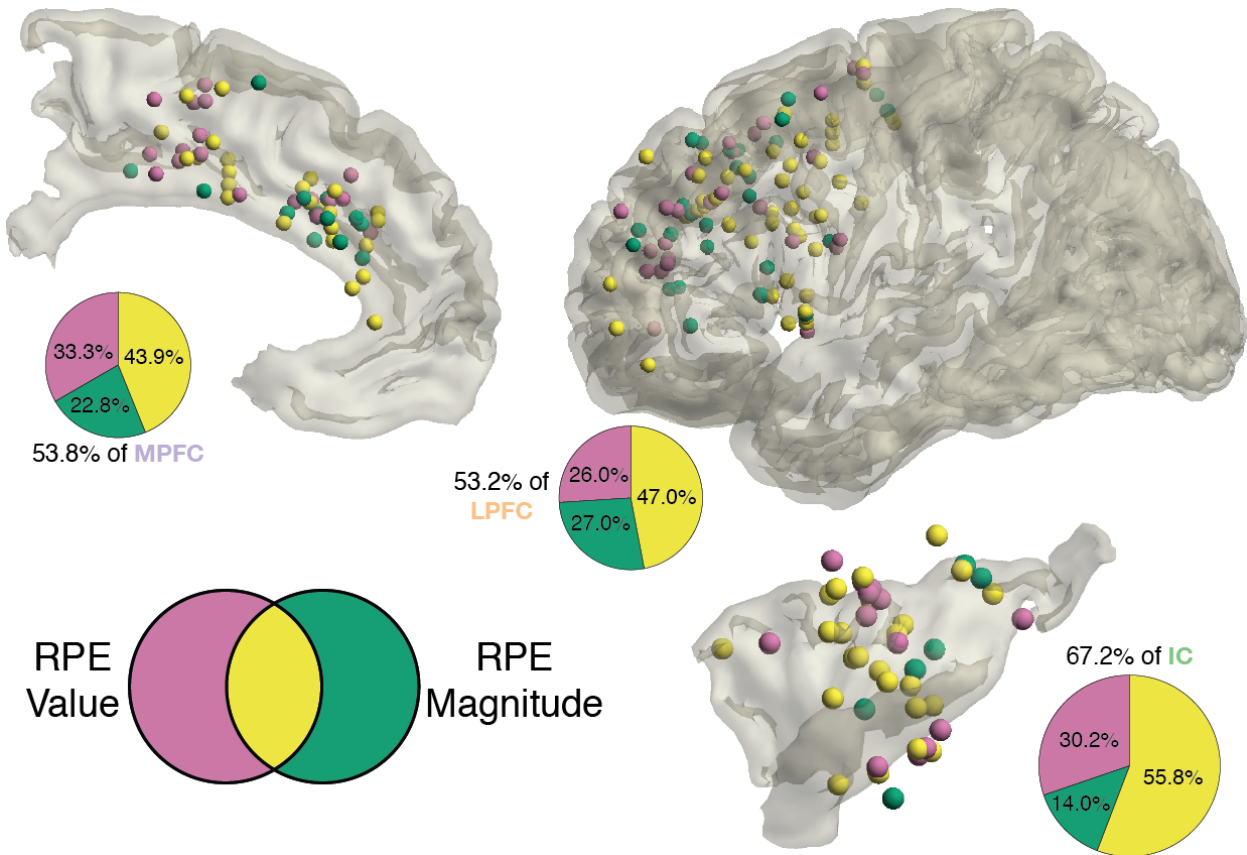 33.3%
43.9%
22.8%
53.8% of MPFC
53.2% of
LPFC
26.0%
47.0%
27.0%
RPE
Value
RPE
Magnitude
67.2% of IC
30.2%
55.8%
14.0%